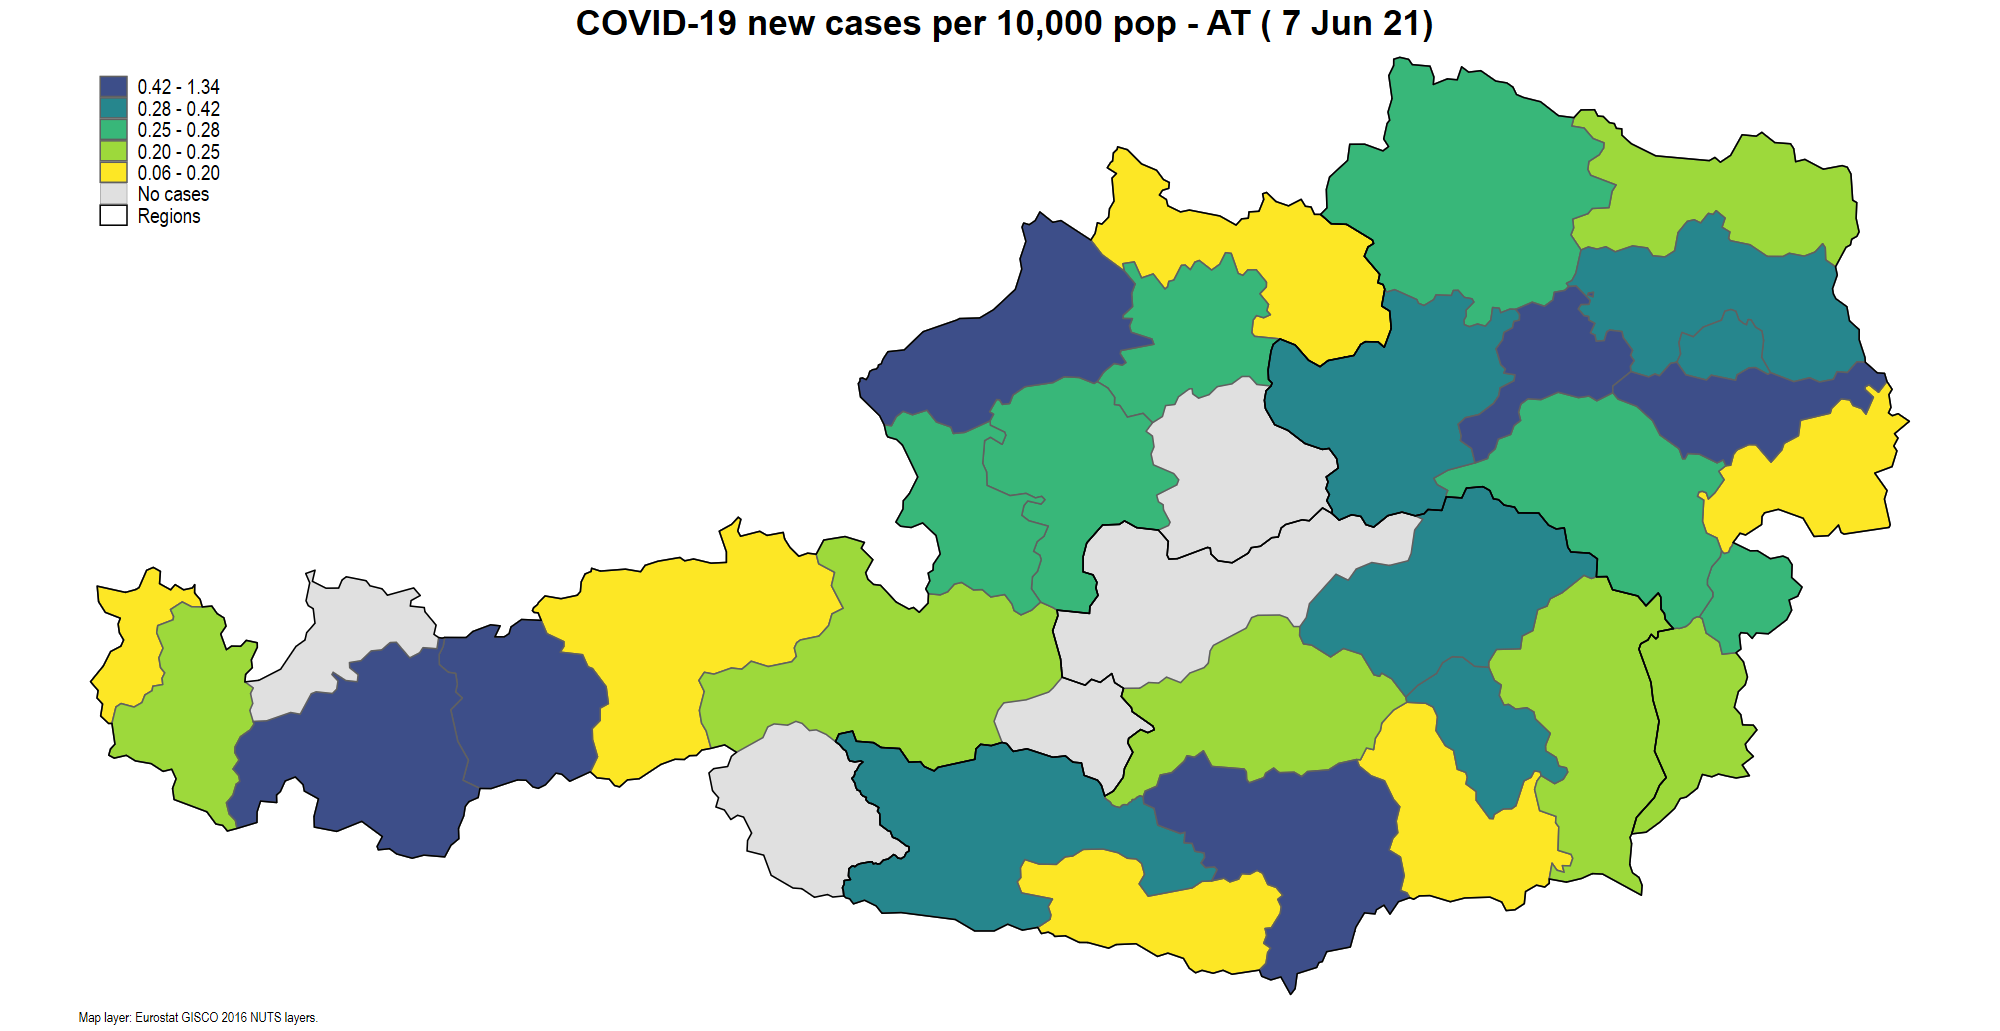 COVID-19 new cases per 10,000 pop - AT ( 7 Jun 21)
0.42 - 1.34
0.28 - 0.42
0.25 - 0.28
0.20 - 0.25
0.06 - 0.20
No cases
Regions
Map layer: Eurostat GISCO 2016 NUTS layers.